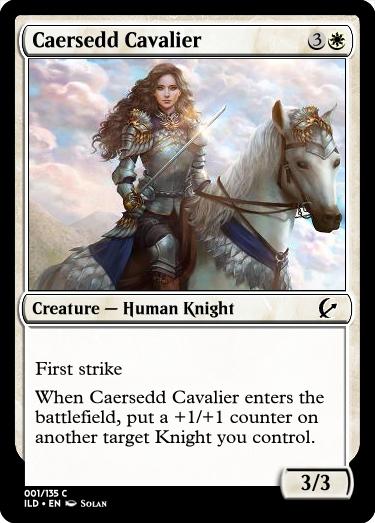 Caersedd Cavalier 3
Creature — Human Knight
First strike
When Caersedd Cavalier enters the
battlefield, put a +1/+1 counter on
another target Knight you control.
3/3
001/135 C
ILD • EN SOLAN